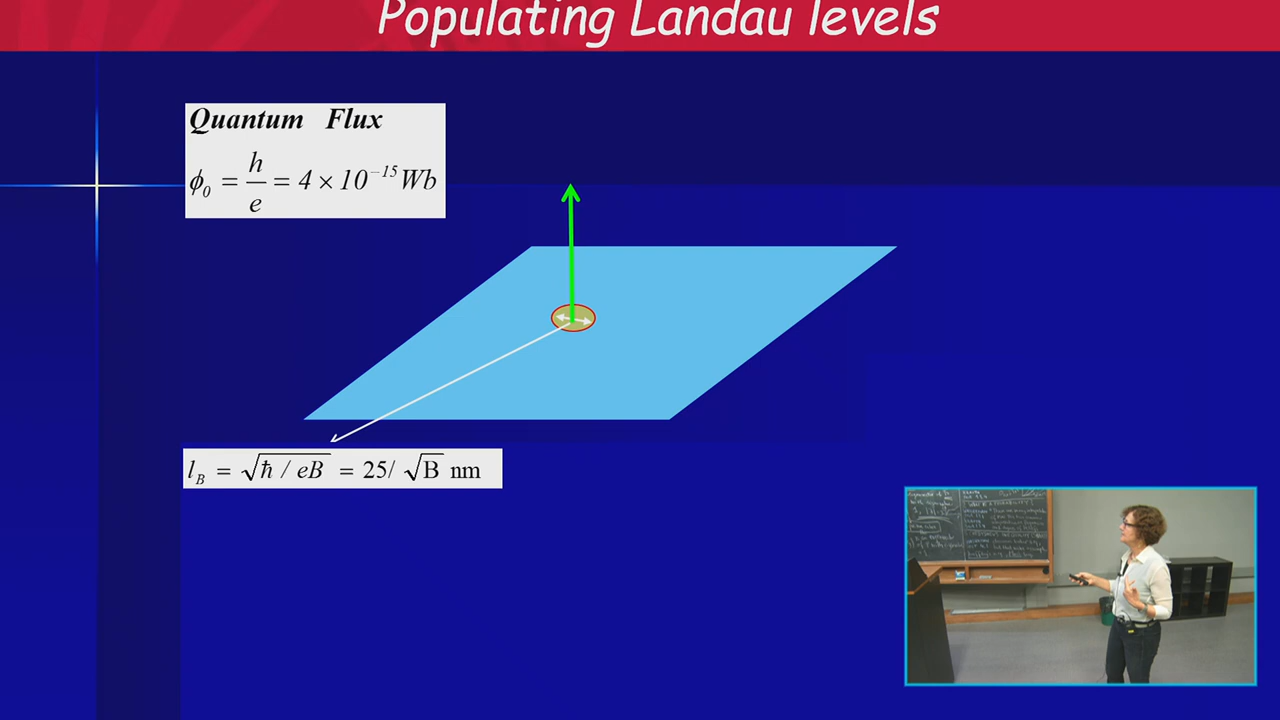 Populating Landau levels
Quantum Flux
ϕ₀ = h/e = 4 × 10⁻¹⁵ Wb
l_B = √ħ / eB = 25/ √B nm